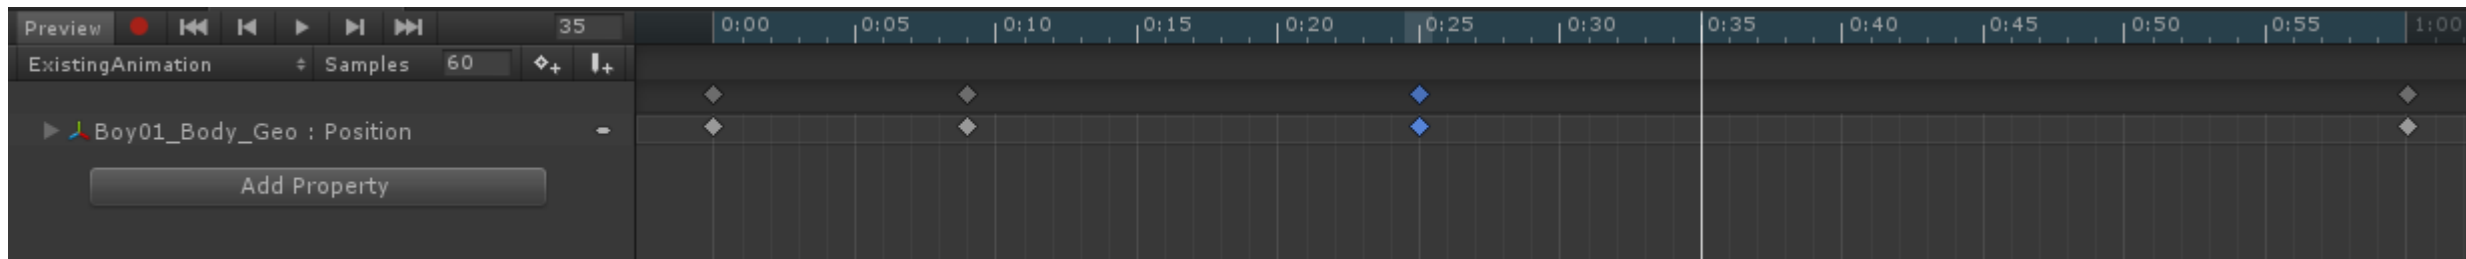 Preview 35 0:00 0:05 0:10 0:15 0:20 0:25 0:30 0:35 0:40 0:45 0:50 0:55 1:00
ExistingAnimation Samples 60
Boy01_Body_Geo : Position
Add Property